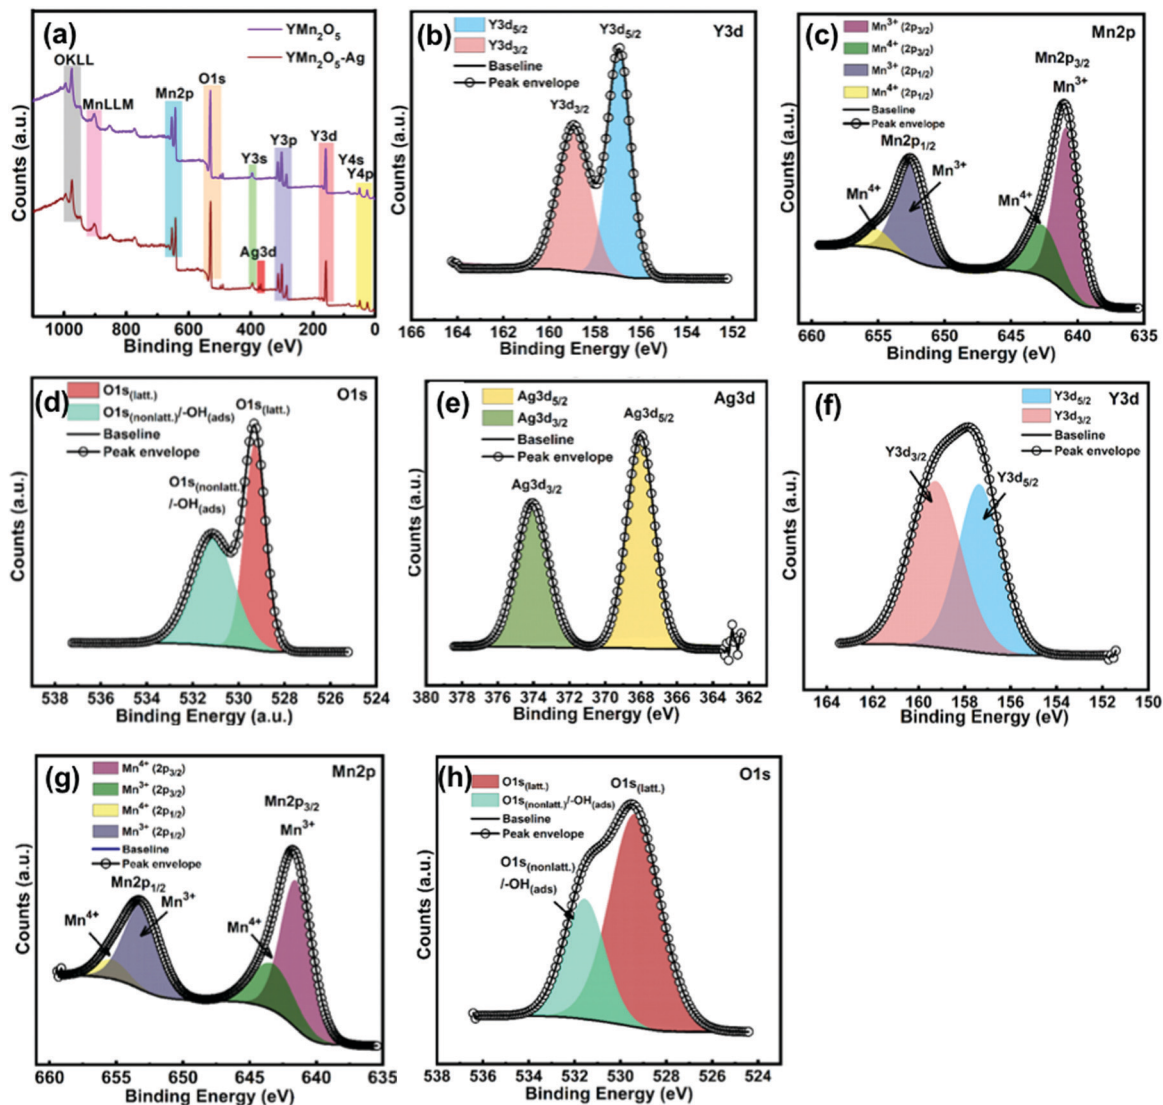 (a)
YMn₂O₅
YMn₂O₅-Ag
OKLL
MnLLM
Mn2p
O1s
Y3s
Y3p
Y3d
Y4s
Y4p
Ag3d
Counts (a.u.)
1000 800 600 400 200 0
Binding Energy (eV)
(b)
Y3d₅/₂
Y3d₃/₂
Baseline
Peak envelope
Y3d₅/₂
Y3d
Y3d₃/₂
Counts (a.u.)
166 164 162 160 158 156 154 152
Binding Energy (eV)
(c)
Mn³⁺ (2p₃/₂)
Mn⁴⁺ (2p₃/₂)
Mn³⁺ (2p₁/₂)
Mn⁴⁺ (2p₁/₂)
Baseline
Peak envelope
Mn2p
Mn2p₃/₂
Mn³⁺
Mn2p₁/₂
Mn⁴⁺
Mn³⁺
Mn⁴⁺
Counts (a.u.)
660 655 650 645 640 635
Binding Energy (eV)
(d)
O1s(latt.)
O1s(nonlatt.)/-OH(ads)
Baseline
Peak envelope
O1s(latt.)
O1s
O1s(nonlatt.)
/-OH(ads)
Counts (a.u.)
538 536 534 532 530 528 526 524
Binding Energy (a.u.)
(e)
Ag3d₅/₂
Ag3d₃/₂
Baseline
Peak envelope
Ag3d
Ag3d₅/₂
Ag3d₃/₂
Counts (a.u.)
380 378 376 374 372 370 368 366 364 362
Binding Energy (eV)
(f)
Y3d₅/₂
Y3d₃/₂
Baseline
Peak envelope
Y3d
Y3d₃/₂
Y3d₅/₂
Counts (a.u.)
164 162 160 158 156 154 152 150
Binding Energy (eV)
(g)
Mn⁴⁺ (2p₃/₂)
Mn³⁺ (2p₃/₂)
Mn⁴⁺ (2p₁/₂)
Mn³⁺ (2p₁/₂)
Baseline
Peak envelope
Mn2p
Mn2p₃/₂
Mn³⁺
Mn2p₁/₂
Mn³⁺
Mn⁴⁺
Mn⁴⁺
Counts (a.u.)
660 655 650 645 640 635
Binding Energy (eV)
(h)
O1s(latt.)
O1s(nonlatt.)/-OH(ads)
Baseline
Peak envelope
O1s(latt.)
O1s
O1s(nonlatt.)
/-OH(ads)
Counts (a.u.)
538 536 534 532 530 528 526 524
Binding Energy (eV)